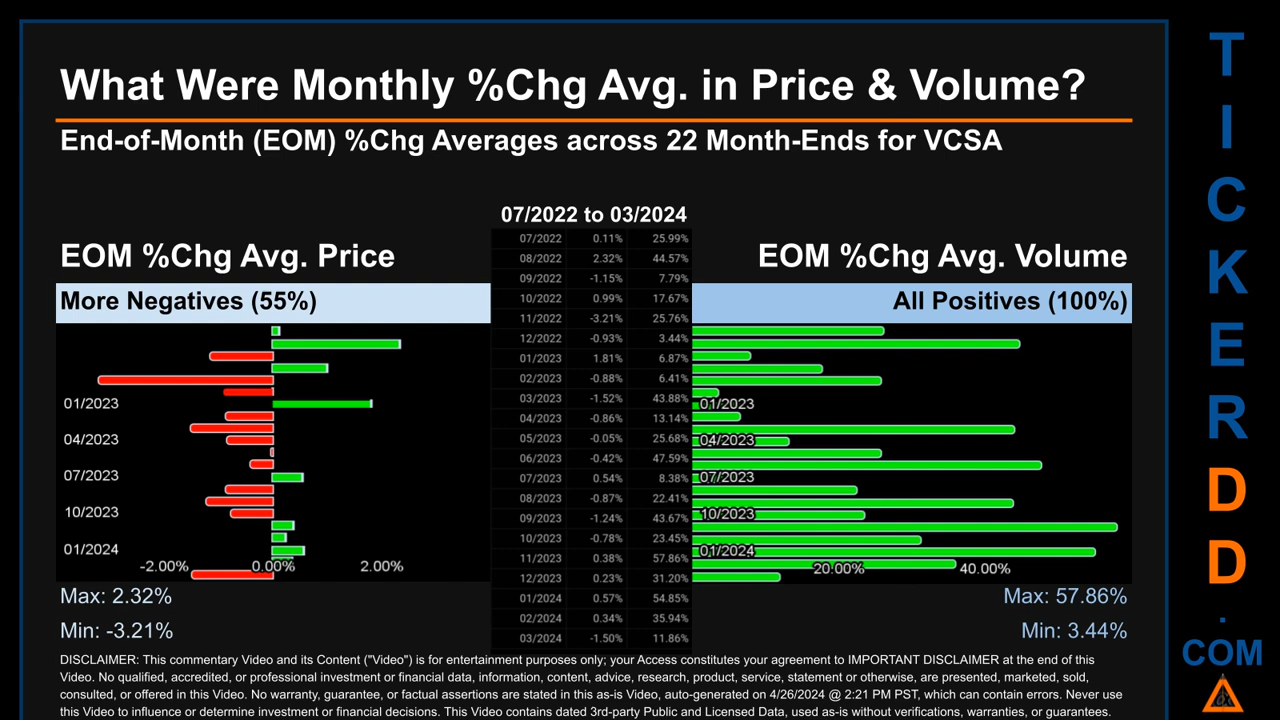 What Were Monthly %Chg Avg. in Price & Volume?
End-of-Month (EOM) %Chg Averages across 22 Month-Ends for VCSA
07/2022 to 03/2024
EOM %Chg Avg. Price
EOM %Chg Avg. Volume
More Negatives (55%)
All Positives (100%)
07/2022 0.11% 25.99%
08/2022 2.32% 44.57%
09/2022 -1.15% 7.79%
10/2022 0.99% 17.67%
11/2022 -3.21% 25.76%
12/2022 -0.93% 3.44%
01/2023 1.81% 6.87%
02/2023 -0.88% 6.41%
03/2023 -1.52% 43.88%
04/2023 -0.86% 13.14%
05/2023 -0.05% 25.68%
06/2023 -0.42% 47.59%
07/2023 0.54% 8.38%
08/2023 -0.87% 22.41%
09/2023 -1.24% 43.67%
10/2023 -0.78% 23.45%
11/2023 0.38% 57.86%
12/2023 0.23% 31.20%
01/2024 0.57% 54.85%
02/2024 0.34% 35.94%
03/2024 -1.50% 11.86%
01/2023
04/2023
07/2023
10/2023
01/2024
-2.00% 0.00% 2.00%
01/2023
04/2023
07/2023
10/2023
01/2024
20.00% 40.00%
Max: 2.32%
Min: -3.21%
Max: 57.86%
Min: 3.44%
DISCLAIMER: This commentary Video and its Content ("Video") is for entertainment purposes only; your Access constitutes your agreement to IMPORTANT DISCLAIMER at the end of this
Video. No qualified, accredited, or professional investment or financial data, information, content, advice, research, product, service, statement or otherwise, are presented, marketed, sold,
consulted, or offered in this Video. No warranty, guarantee, or factual assertions are stated in this as-is Video, auto-generated on 4/26/2024 @ 2:21 PM PST, which can contain errors. Never use
this Video to influence or determine investment or financial decisions. This Video contains dated 3rd-party Public and Licensed Data, used as-is without verifications, warranties, or guarantees.
T
I
C
K
E
R
D
D
.
COM